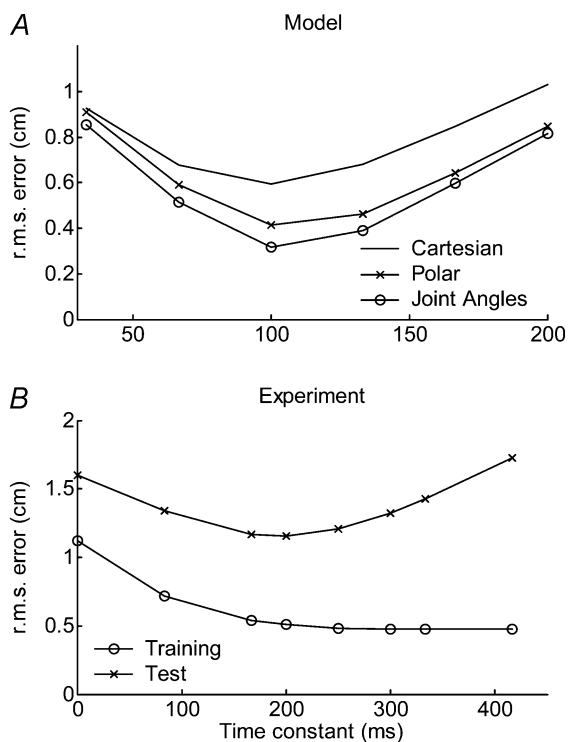 A
Model
r.m.s. error (cm)
1
0.8
0.6
0.4
0.2
0
50
100
150
200
Cartesian
Polar
Joint Angles
B
Experiment
r.m.s. error (cm)
2
1.5
1
0.5
0
0
100
200
300
400
Training
Test
Time constant (ms)